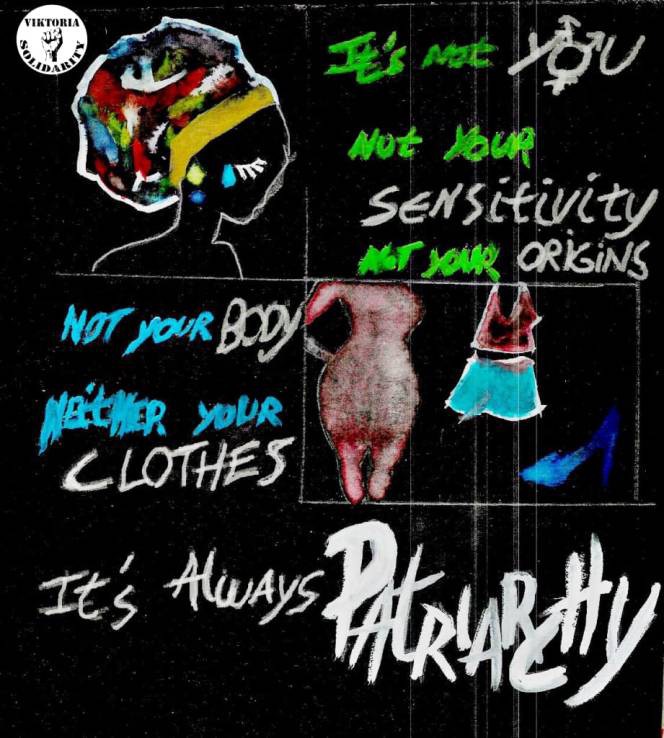 VIKTORIA
SOLIDARITY
It's not YOU
Not YOUR
SENSitivity
NOT YOUR ORIGINS
NOT YOUR BODY
NEitHER YOUR
CLOTHES
It's Always PAtRIARCHy